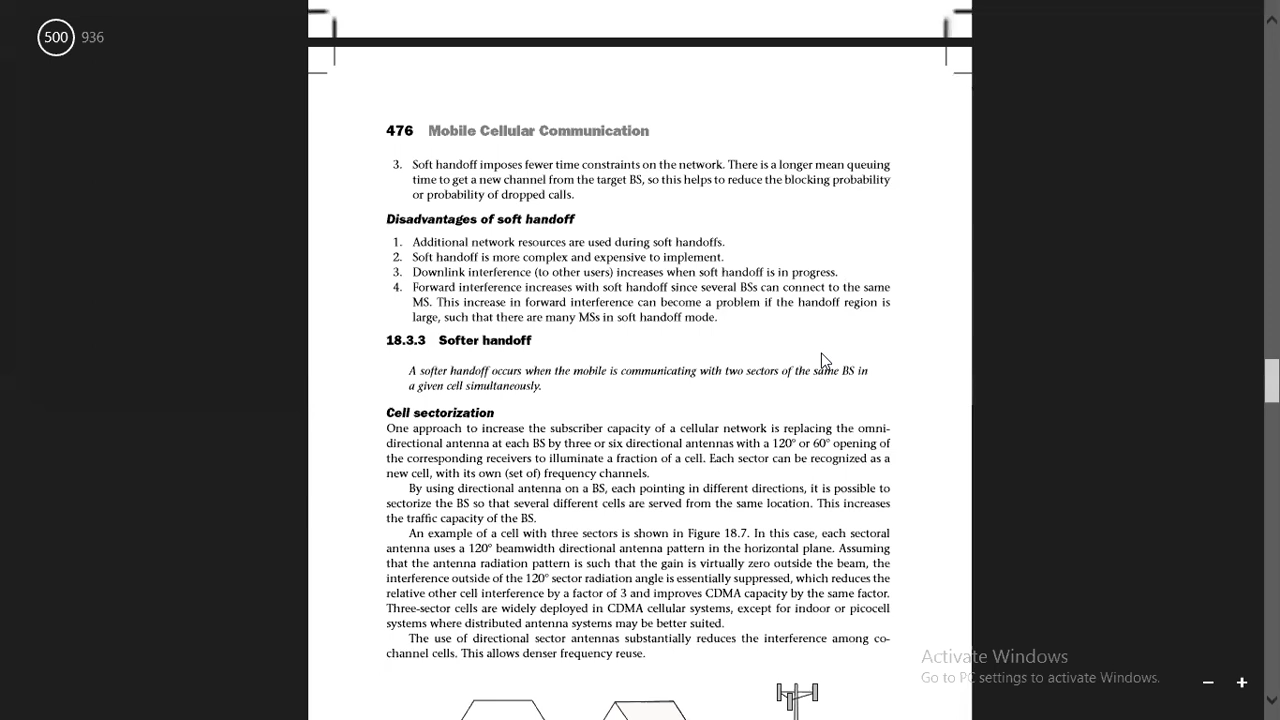 500 936
476 Mobile Cellular Communication
3. Soft handoff imposes fewer time constraints on the network. There is a longer mean queuing
time to get a new channel from the target BS, so this helps to reduce the blocking probability
or probability of dropped calls.
Disadvantages of soft handoff
1. Additional network resources are used during soft handoffs.
2. Soft handoff is more complex and expensive to implement.
3. Downlink interference (to other users) increases when soft handoff is in progress.
4. Forward interference increases with soft handoff since several BSs can connect to the same
MS. This increase in forward interference can become a problem if the handoff region is
large, such that there are many MSs in soft handoff mode.
18.3.3 Softer handoff
A softer handoff occurs when the mobile is communicating with two sectors of the same BS in
a given cell simultaneously.
Cell sectorization
One approach to increase the subscriber capacity of a cellular network is replacing the omni-
directional antenna at each BS by three or six directional antennas with a 120° or 60° opening of
the corresponding receivers to illuminate a fraction of a cell. Each sector can be recognized as a
new cell, with its own (set of) frequency channels.
By using directional antenna on a BS, each pointing in different directions, it is possible to
sectorize the BS so that several different cells are served from the same location. This increases
the traffic capacity of the BS.
An example of a cell with three sectors is shown in Figure 18.7. In this case, each sectoral
antenna uses a 120° beamwidth directional antenna pattern in the horizontal plane. Assuming
that the antenna radiation pattern is such that the gain is virtually zero outside the beam, the
interference outside of the 120° sector radiation angle is essentially suppressed, which reduces the
relative other cell interference by a factor of 3 and improves CDMA capacity by the same factor.
Three-sector cells are widely deployed in CDMA cellular systems, except for indoor or picocell
systems where distributed antenna systems may be better suited.
The use of directional sector antennas substantially reduces the interference among co-
channel cells. This allows denser frequency reuse.
Activate Windows
Go to PC settings to activate Windows.